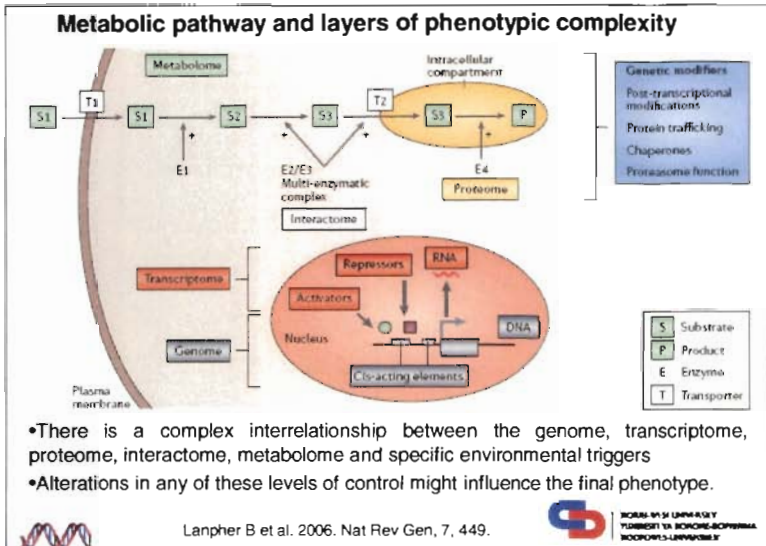 Metabolic pathway and layers of phenotypic complexity
Metabolome
Intracellular
compartment
T1
T2
S1
S1
S2
S3
S3
P
+
+
+
+
E1
E2/E3
Multi-enzymatic
complex
Interactome
E4
Proteome
Genetic modifiers
Post-transcriptional
modifications
Protein trafficking
Chaperones
Proteasome function
Transcriptome
Genome
Repressors
RNA
Activators
Nucleus
DNA
Cis-acting elements
Plasma
membrane
S Substrate
P Product
E Enzyme
T Transporter
•There is a complex interrelationship between the genome, transcriptome,
proteome, interactome, metabolome and specific environmental triggers
•Alterations in any of these levels of control might influence the final phenotype.
Lanpher B et al. 2006. Nat Rev Gen, 7, 449.